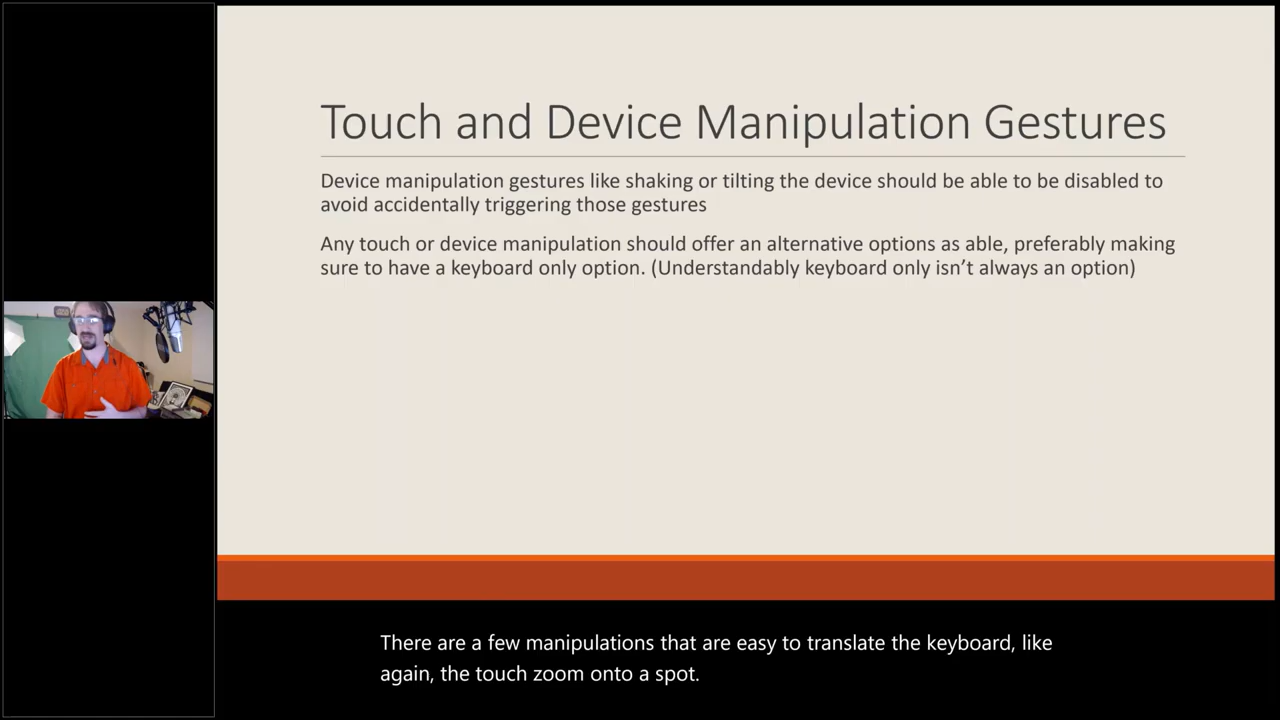 Touch and Device Manipulation Gestures
Device manipulation gestures like shaking or tilting the device should be able to be disabled to
avoid accidentally triggering those gestures
Any touch or device manipulation should offer an alternative options as able, preferably making
sure to have a keyboard only option. (Understandably keyboard only isn’t always an option)
There are a few manipulations that are easy to translate the keyboard, like
again, the touch zoom onto a spot.